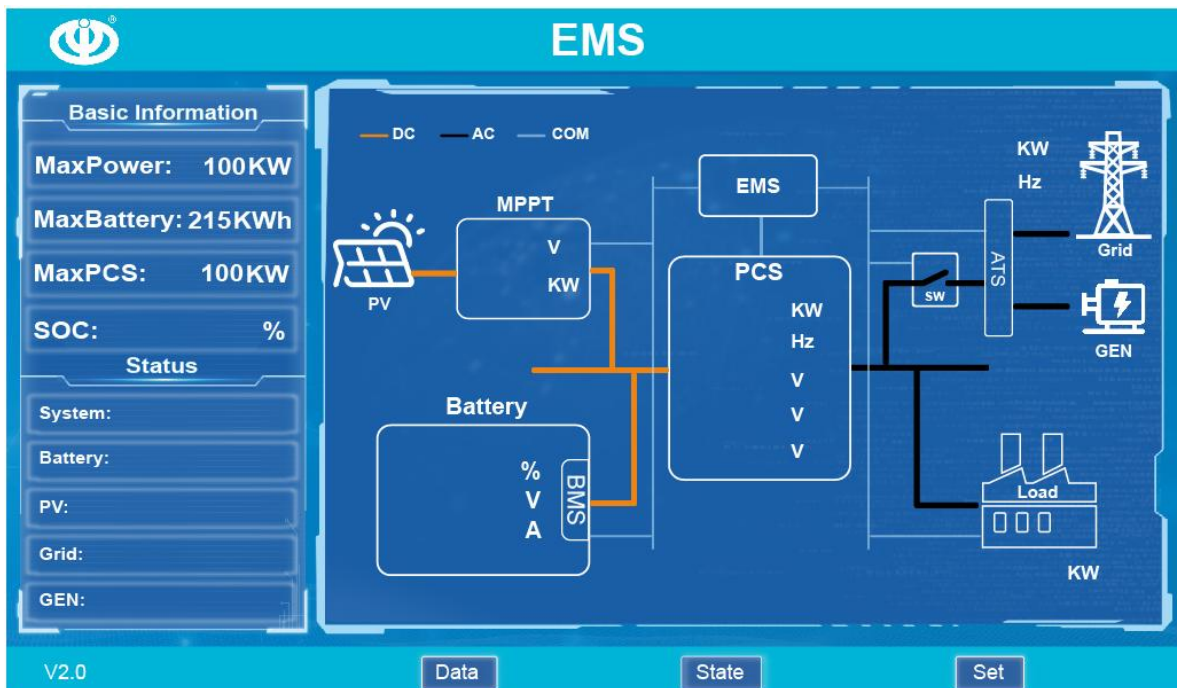 EMS
Basic Information
MaxPower: 100KW
MaxBattery: 215KWh
MaxPCS: 100KW
SOC: %
Status
System:
Battery:
PV:
Grid:
GEN:
DC AC COM
PV
MPPT
V
KW
Battery
%
V
A
BMS
EMS
PCS
KW
Hz
V
V
V
SW
ATS
KW
Hz
Grid
GEN
Load
KW
V2.0
Data
State
Set